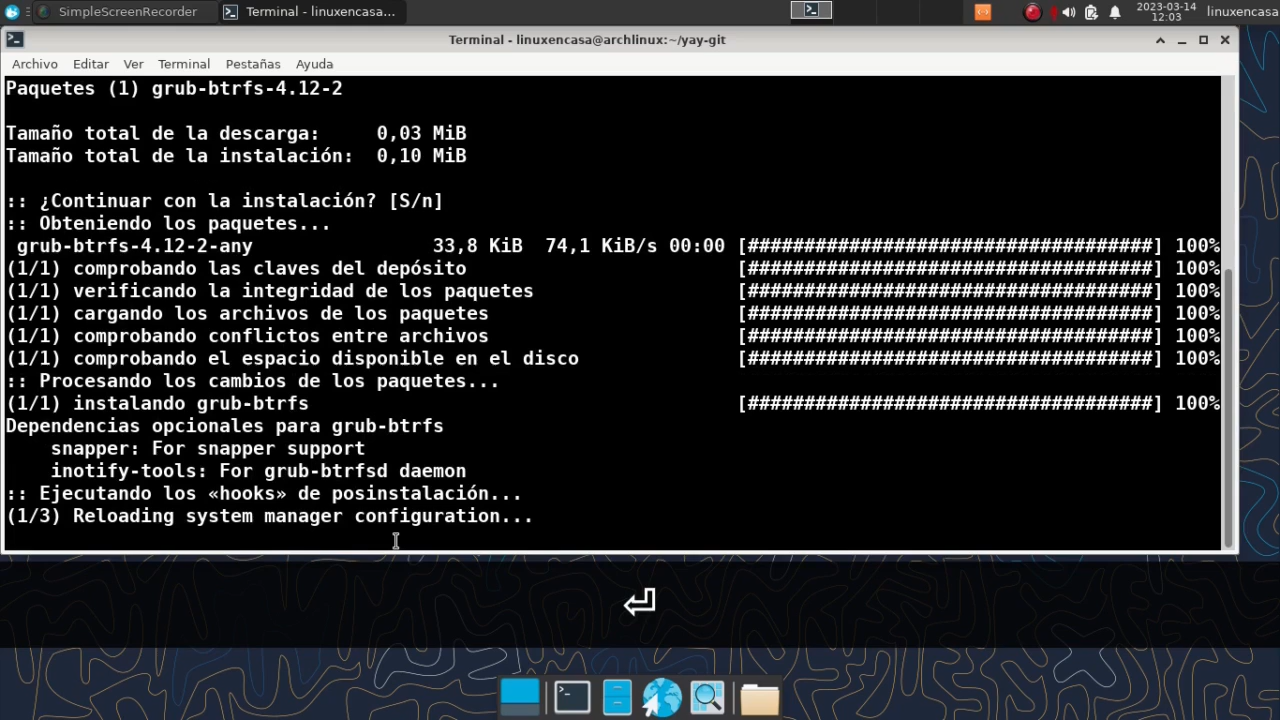 SimpleScreenRecorder
Terminal - linuxencasa...
2023-03-14
12:03
linuxencasa
Terminal - linuxencasa@archlinux:~/yay-git
Archivo Editar Ver Terminal Pestañas Ayuda
Paquetes (1) grub-btrfs-4.12-2
Tamaño total de la descarga: 0,03 MiB
Tamaño total de la instalación: 0,10 MiB
:: ¿Continuar con la instalación? [S/n]
:: Obteniendo los paquetes...
grub-btrfs-4.12-2-any 33,8 KiB 74,1 KiB/s 00:00 [####################################] 100%
(1/1) comprobando las claves del depósito [####################################] 100%
(1/1) verificando la integridad de los paquetes [####################################] 100%
(1/1) cargando los archivos de los paquetes [####################################] 100%
(1/1) comprobando conflictos entre archivos [####################################] 100%
(1/1) comprobando el espacio disponible en el disco [####################################] 100%
:: Procesando los cambios de los paquetes...
(1/1) instalando grub-btrfs [####################################] 100%
Dependencias opcionales para grub-btrfs
snapper: For snapper support
inotify-tools: For grub-btrfsd daemon
:: Ejecutando los «hooks» de posinstalación...
(1/3) Reloading system manager configuration...